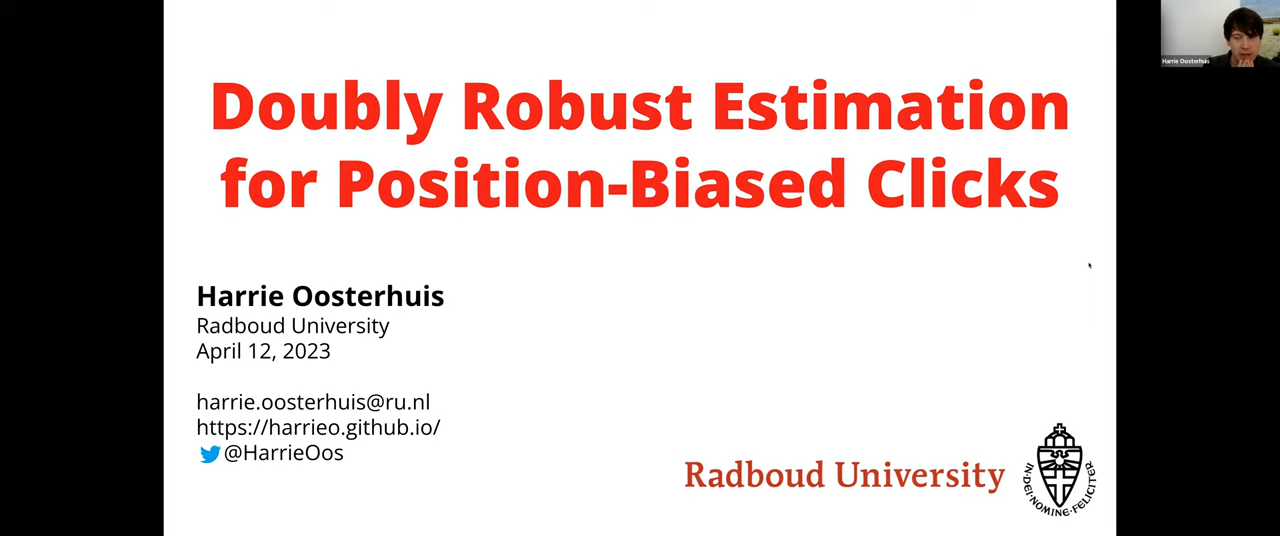 Doubly Robust Estimation
for Position-Biased Clicks
Harrie Oosterhuis
Harrie Oosterhuis
Radboud University
April 12, 2023
harrie.oosterhuis@ru.nl
https://harrieo.github.io/
@HarrieOos
Radboud University
IN·DEI·NOMINE·FELICITER